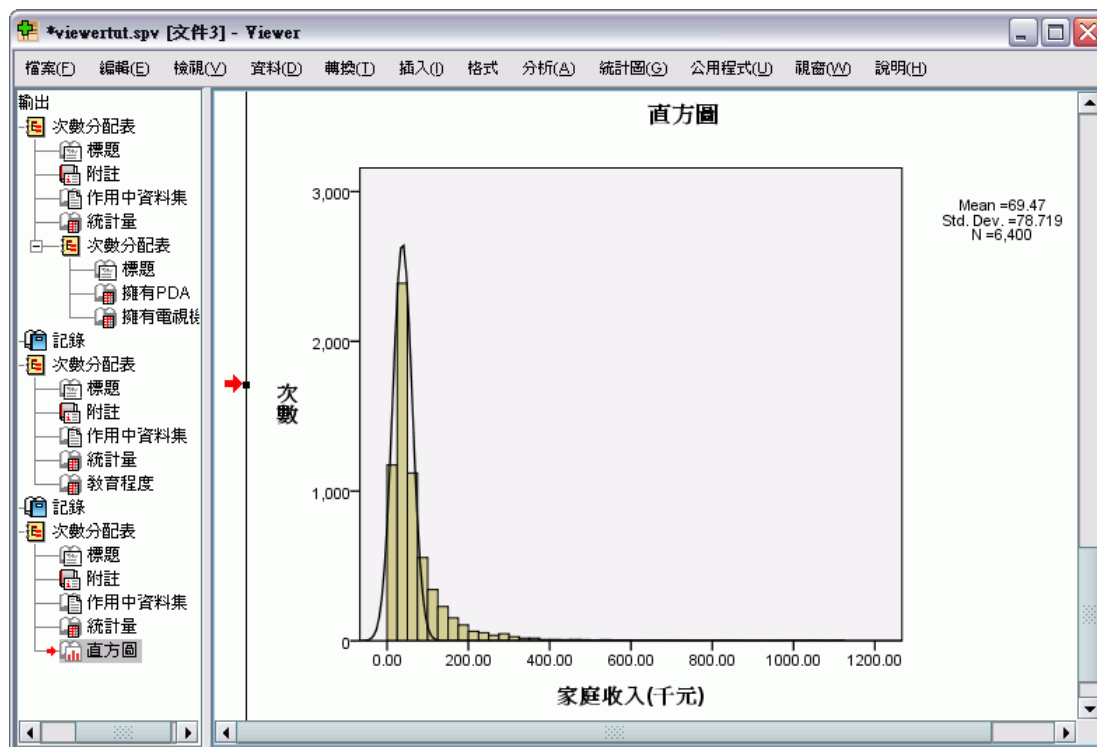 *viewertut.spv [文件3] - Viewer
檔案(F) 編輯(E) 檢視(V) 資料(D) 轉換(T) 插入(I) 格式 分析(A) 統計圖(G) 公用程式(U) 視窗(W) 說明(H)
輸出
次數分配表
標題
附註
作用中資料集
統計量
次數分配表
標題
擁有PDA
擁有電視機
記錄
次數分配表
標題
附註
作用中資料集
統計量
教育程度
記錄
次數分配表
標題
附註
作用中資料集
統計量
直方圖
直方圖
3,000
2,000
1,000
0
次數
0.00 200.00 400.00 600.00 800.00 1000.00 1200.00
家庭收入(千元)
Mean =69.47
Std. Dev. =78.719
N =6,400